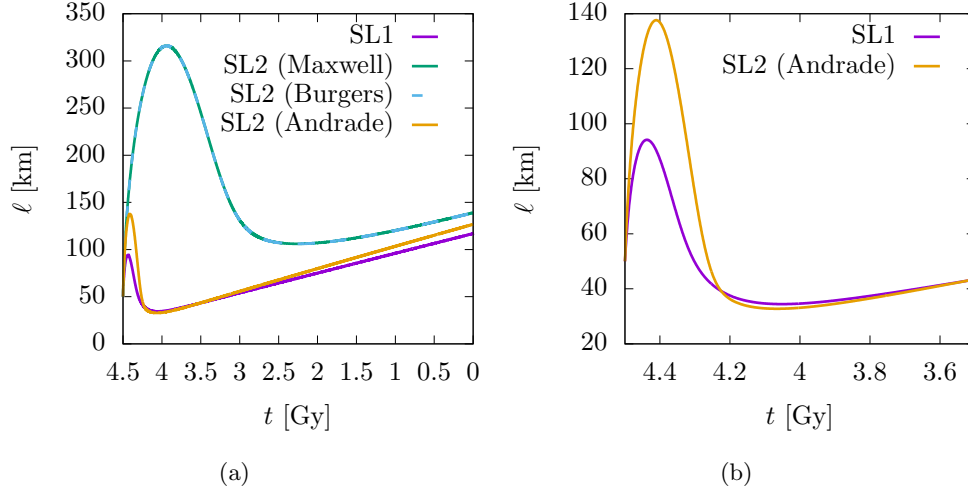 350
300
250
200
150
100
50
0
ℓ [km]
SL1
SL2 (Maxwell)
SL2 (Burgers)
SL2 (Andrade)
4.5 4 3.5 3 2.5 2 1.5 1 0.5 0
t [Gy]
(a)
140
120
100
80
60
40
20
ℓ [km]
SL1
SL2 (Andrade)
4.4 4.2 4 3.8 3.6
t [Gy]
(b)